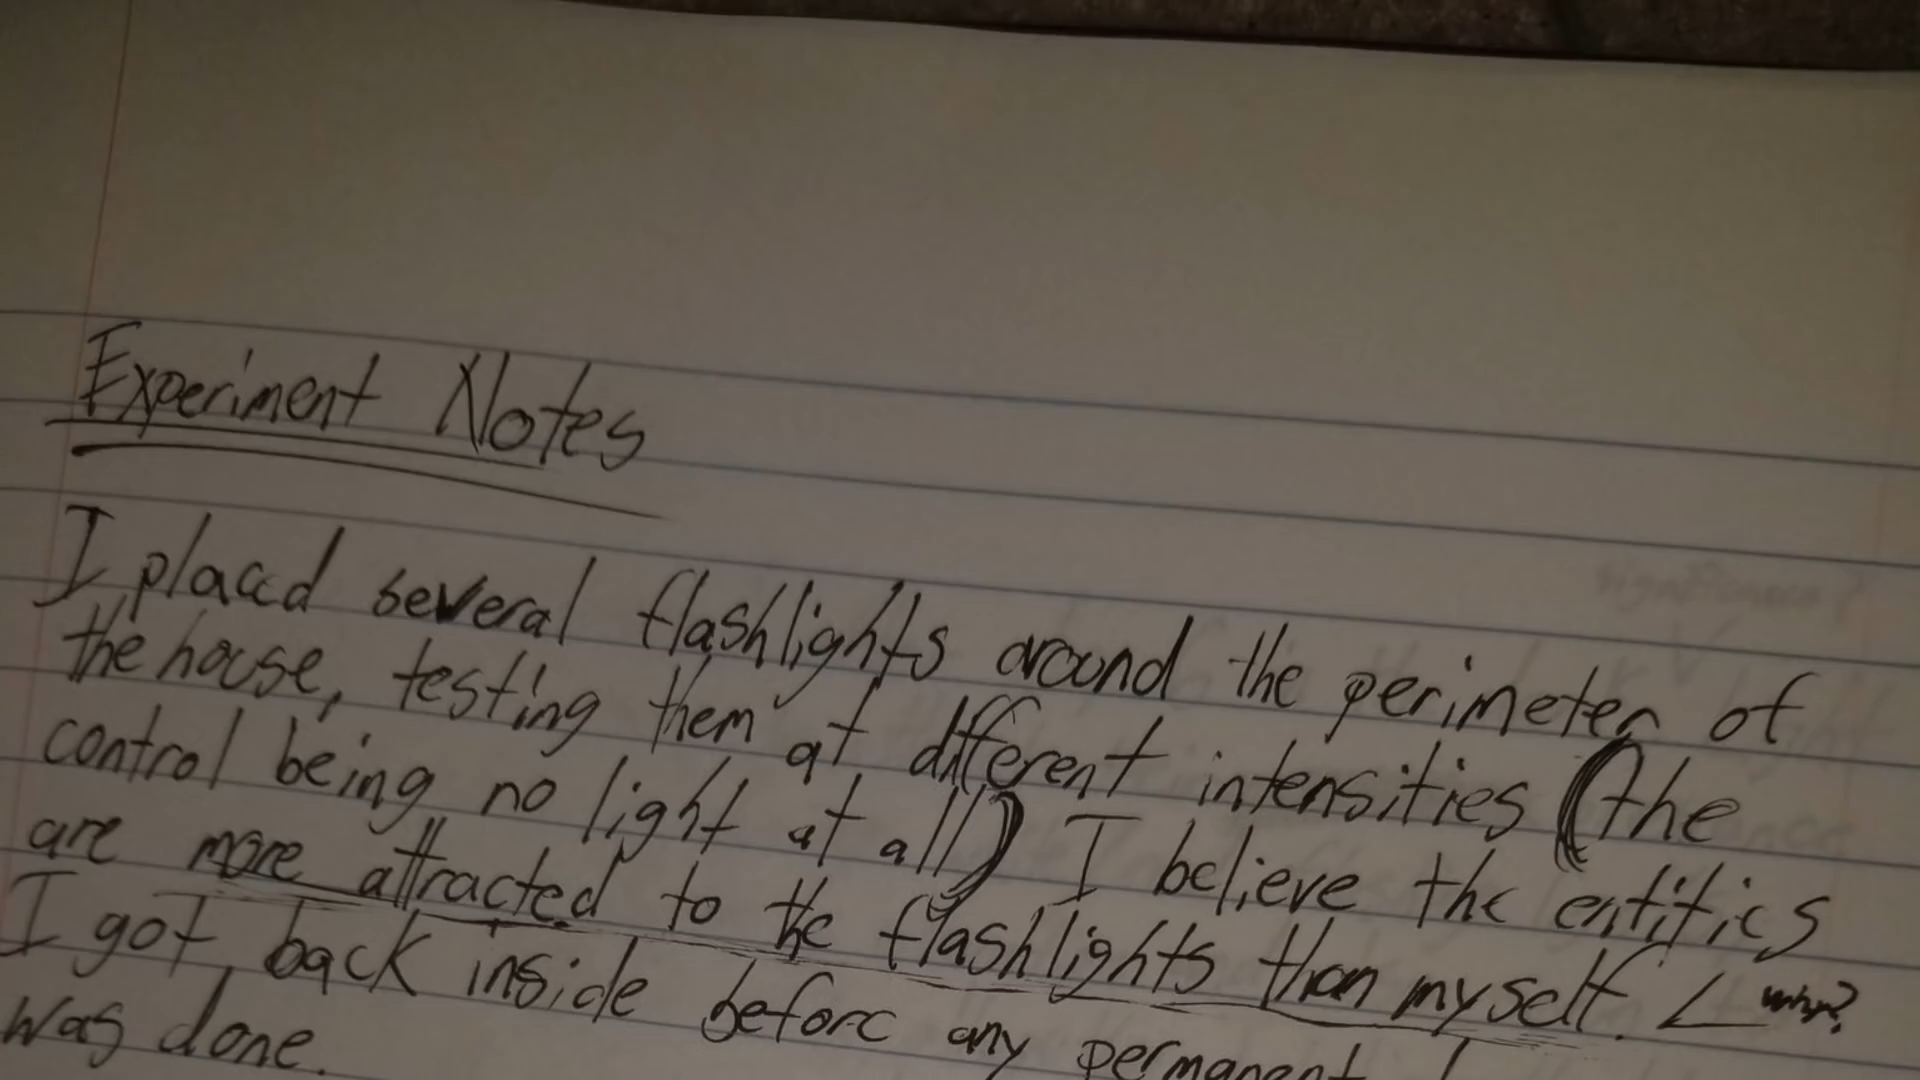 Experiment Notes
I placed several flashlights around the perimeter of
the house, testing them at different intensities (the
control being no light at all) I believe the entities
are more attracted to the flashlights than myself. < why?
I got back inside before any permanent
was done.